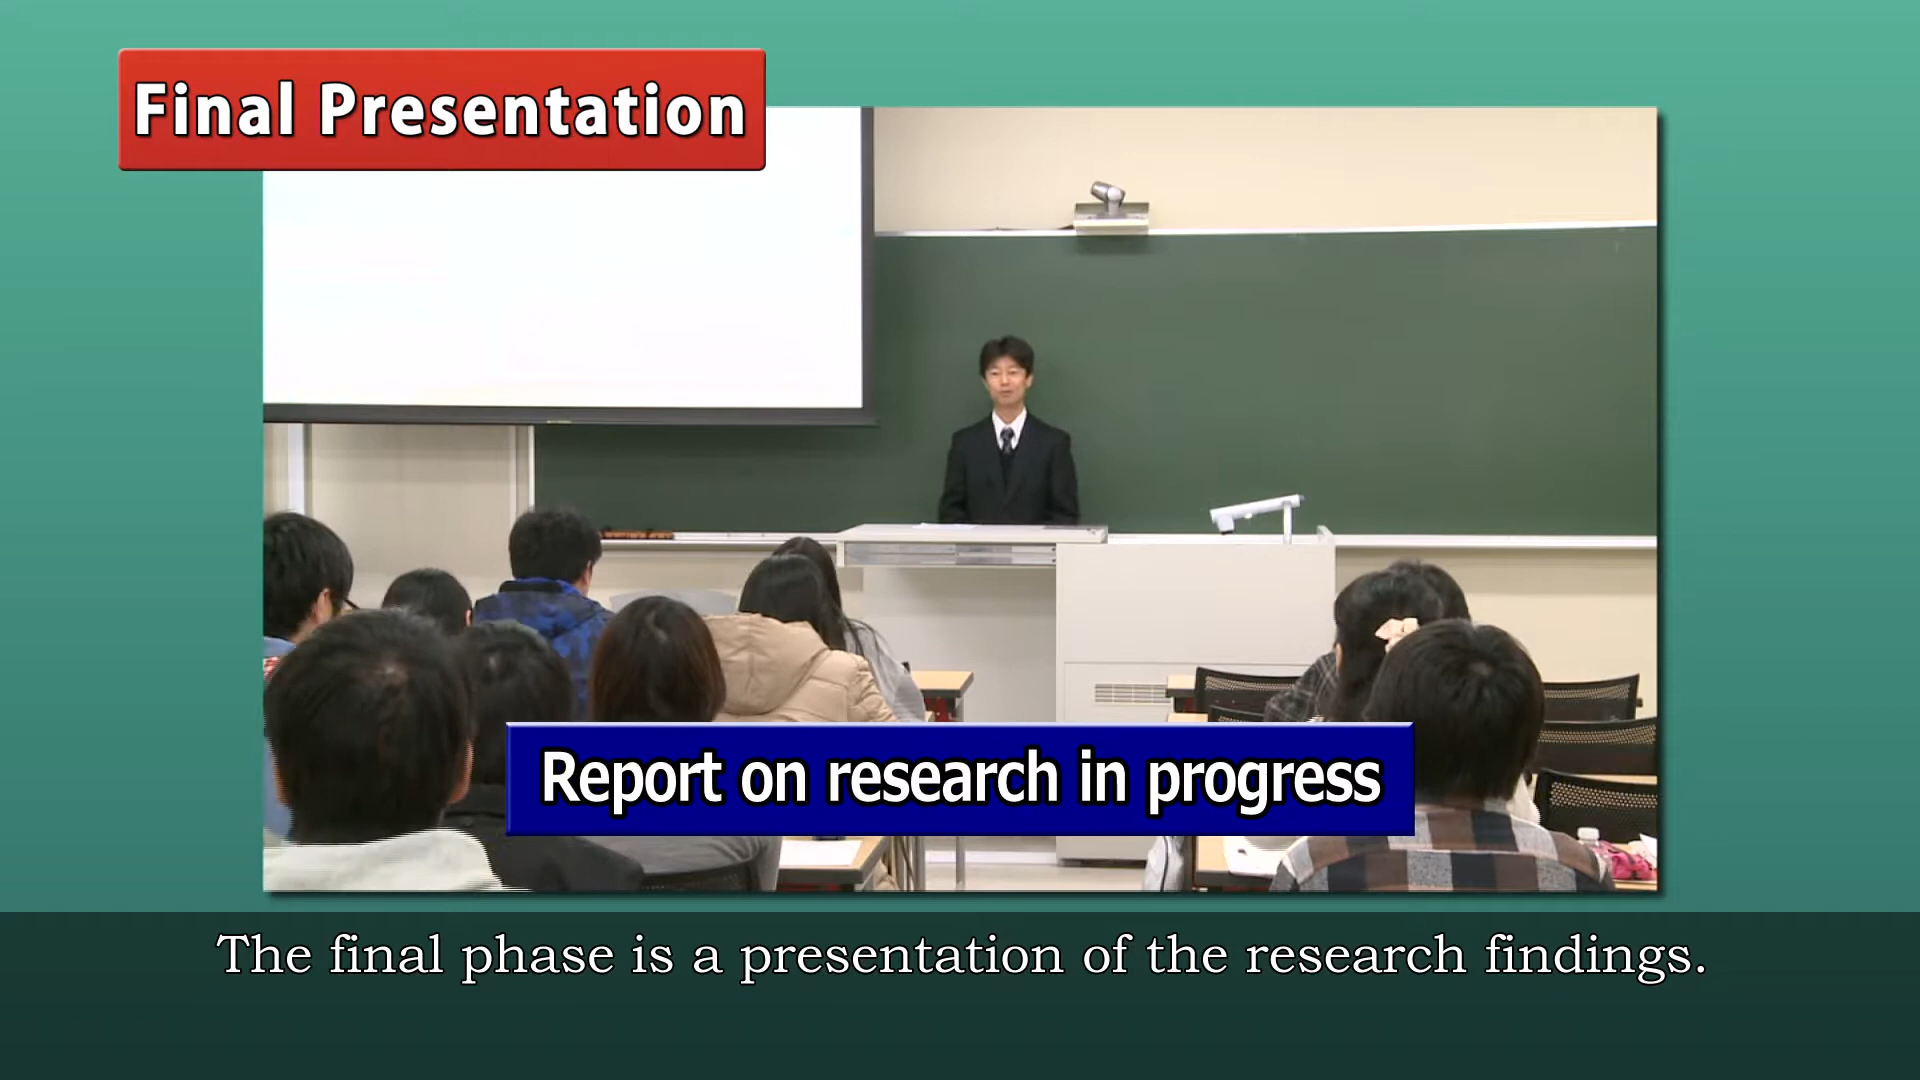 Final Presentation
Report on research in progress
The final phase is a presentation of the research findings.